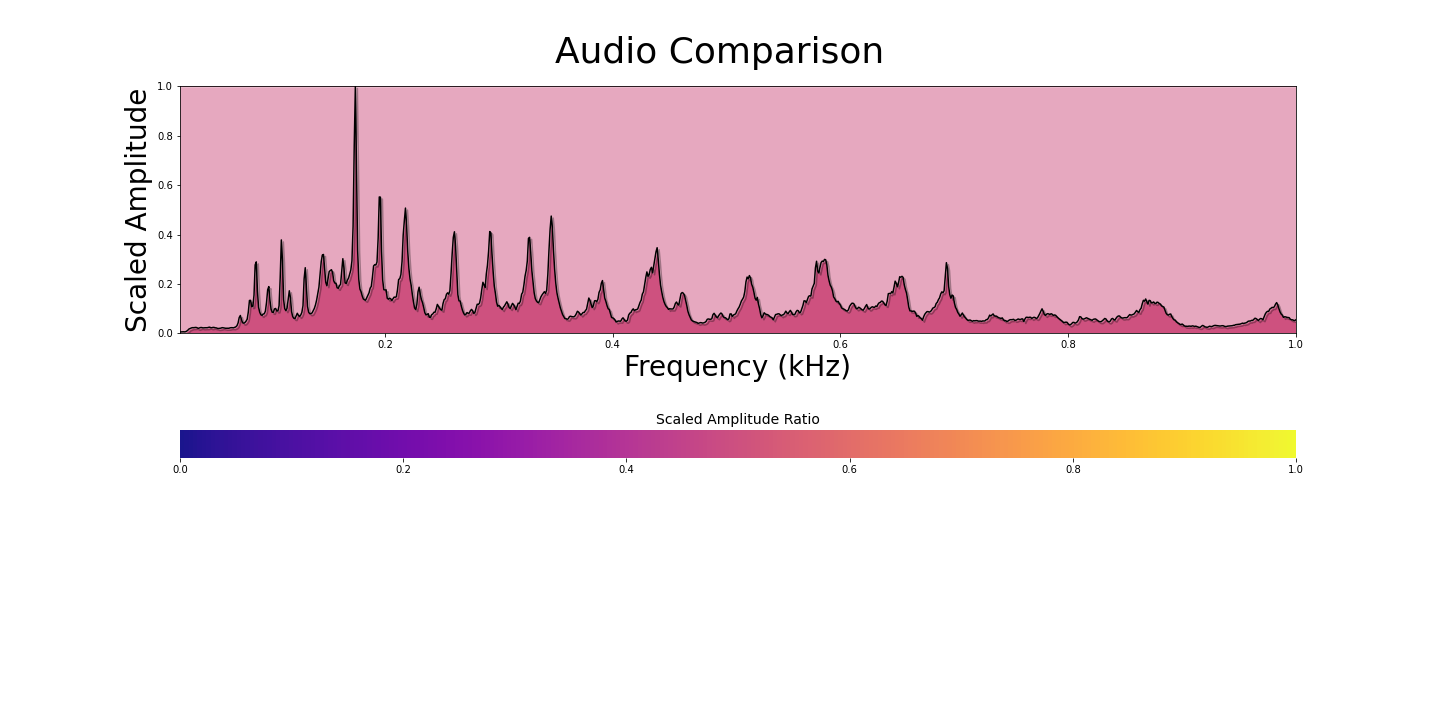 Audio Comparison
Scaled Amplitude
1.0
0.8
0.6
0.4
0.2
0.0
0.2 0.4 0.6 0.8 1.0
Frequency (kHz)
Scaled Amplitude Ratio
0.0 0.2 0.4 0.6 0.8 1.0